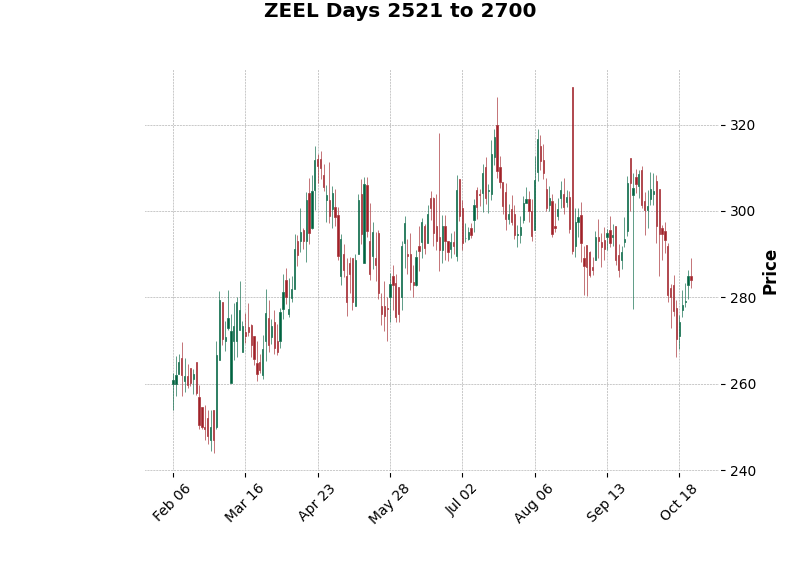 ZEEL Days 2521 to 2700
320
300
280
260
240
Price
Feb 06
Mar 16
Apr 23
May 28
Jul 02
Aug 06
Sep 13
Oct 18